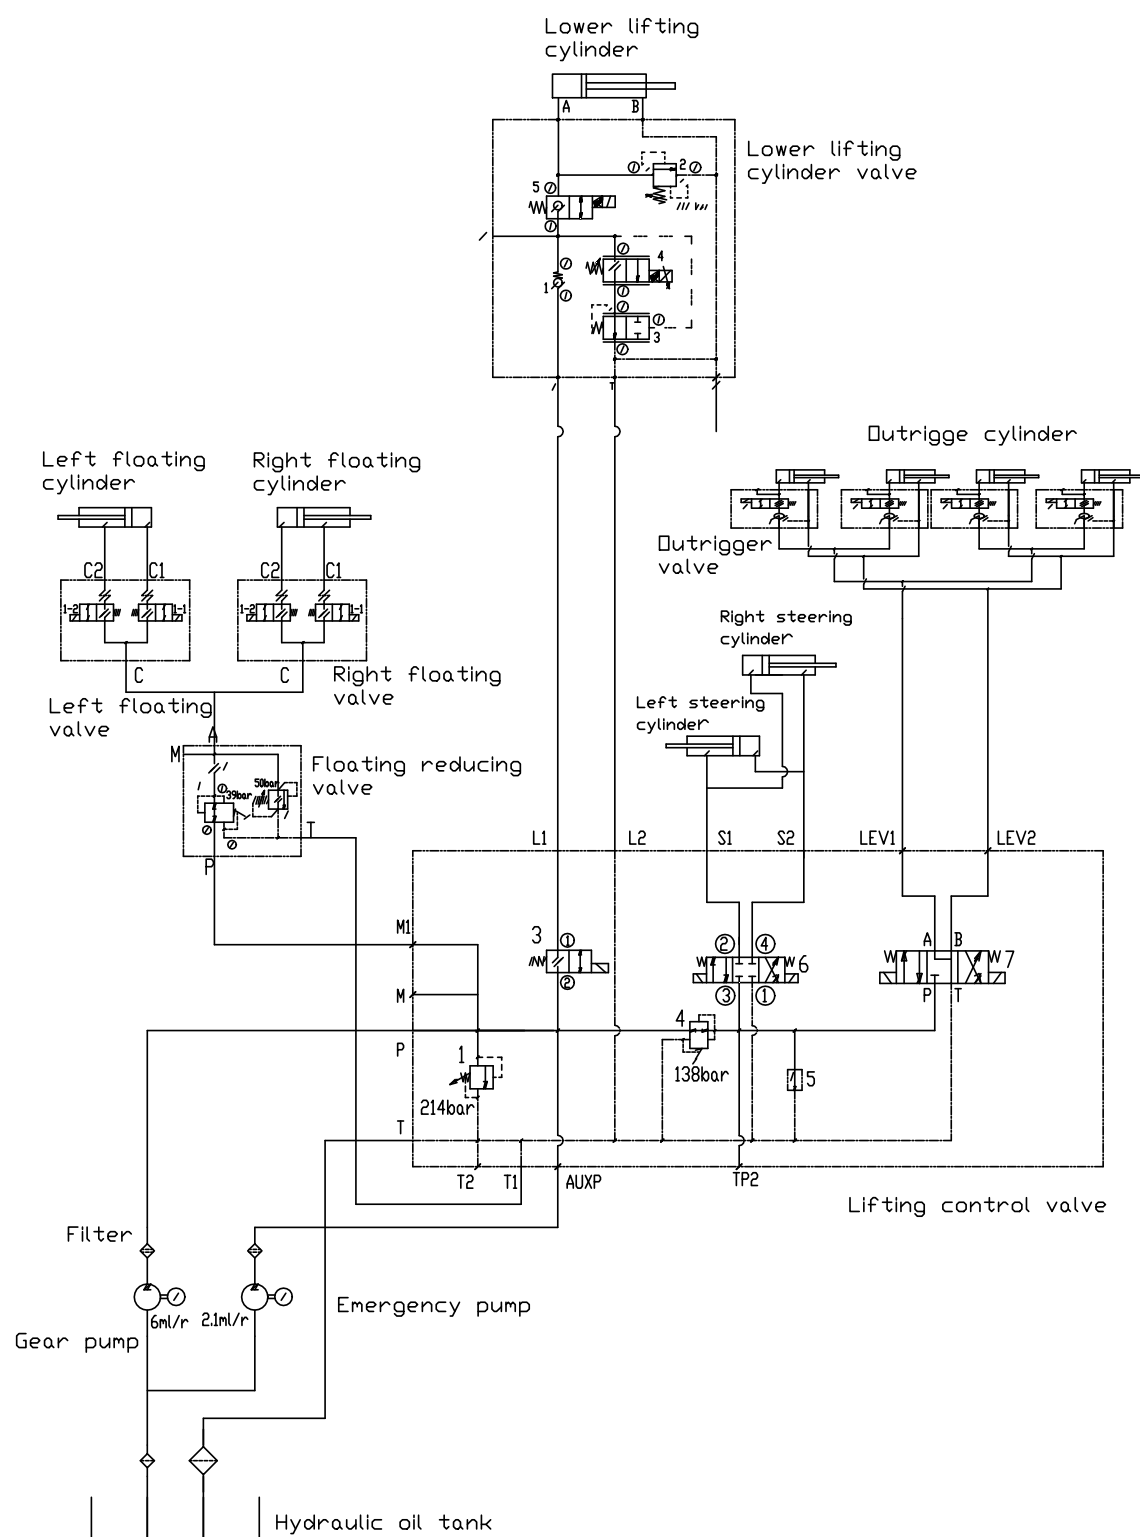 Lower lifting
cylinder
A
B
Lower lifting
cylinder valve
2
5
4
1
3
T
Outrigge cylinder
Left floating
cylinder
Right floating
cylinder
Outrigger
valve
C2
C1
C2
C1
1-2
1-1
1-2
1-1
C
C
Right floating
valve
Left floating
valve
Right steering
cylinder
Left steering
cylinder
A
M
Floating reducing
valve
50bar
39bar
T
P
L1
L2
S1
S2
LEV1
LEV2
M1
3
1
2
2
4
6
3
1
A
B
7
P
T
M
P
4
138bar
5
1
214bar
T
T2
T1
AUXP
TP2
Lifting control valve
Filter
6ml/r
2.1ml/r
Emergency pump
Gear pump
Hydraulic oil tank